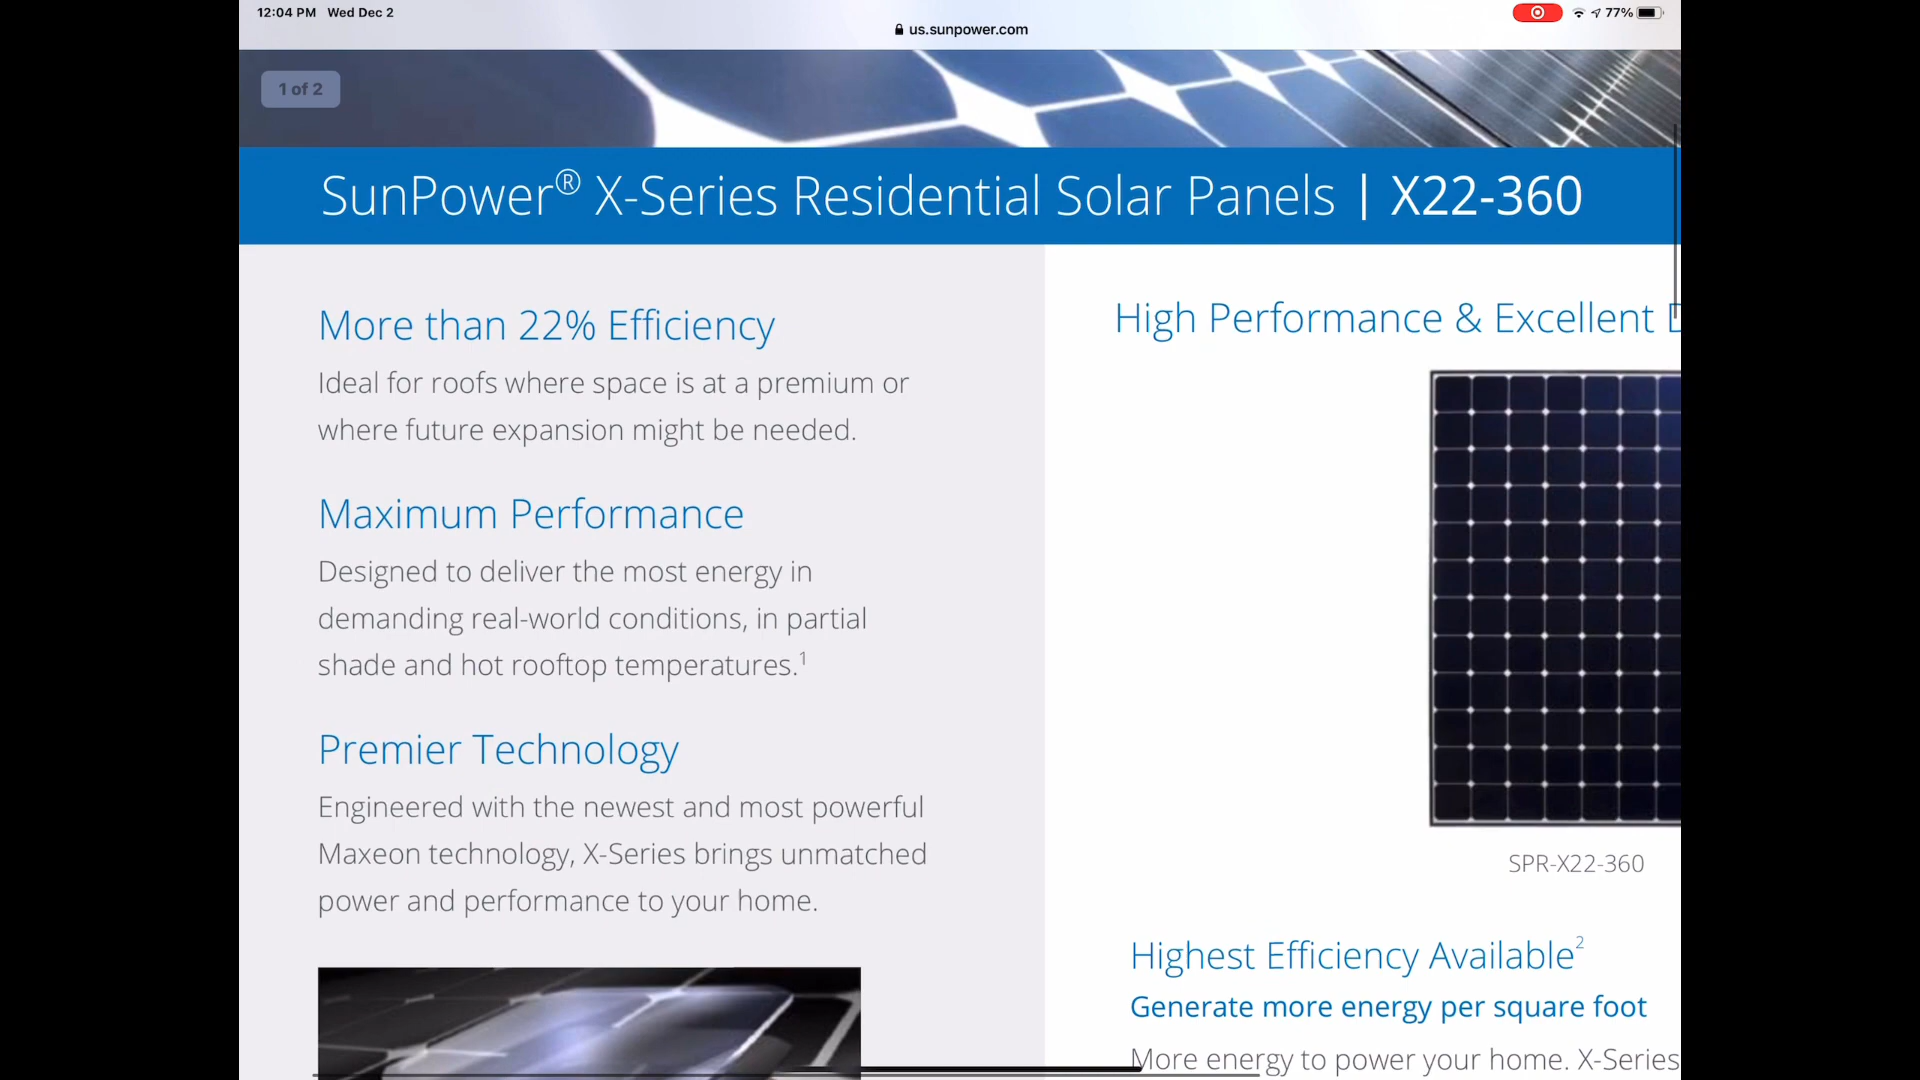 12:04 PM Wed Dec 2
77%
us.sunpower.com
1 of 2
SunPower® X-Series Residential Solar Panels | X22-360
More than 22% Efficiency
Ideal for roofs where space is at a premium or
where future expansion might be needed.
Maximum Performance
Designed to deliver the most energy in
demanding real-world conditions, in partial
shade and hot rooftop temperatures.¹
Premier Technology
Engineered with the newest and most powerful
Maxeon technology, X-Series brings unmatched
power and performance to your home.
High Performance & Excellent
SPR-X22-360
Highest Efficiency Available²
Generate more energy per square foot
More energy to power your home. X-Series